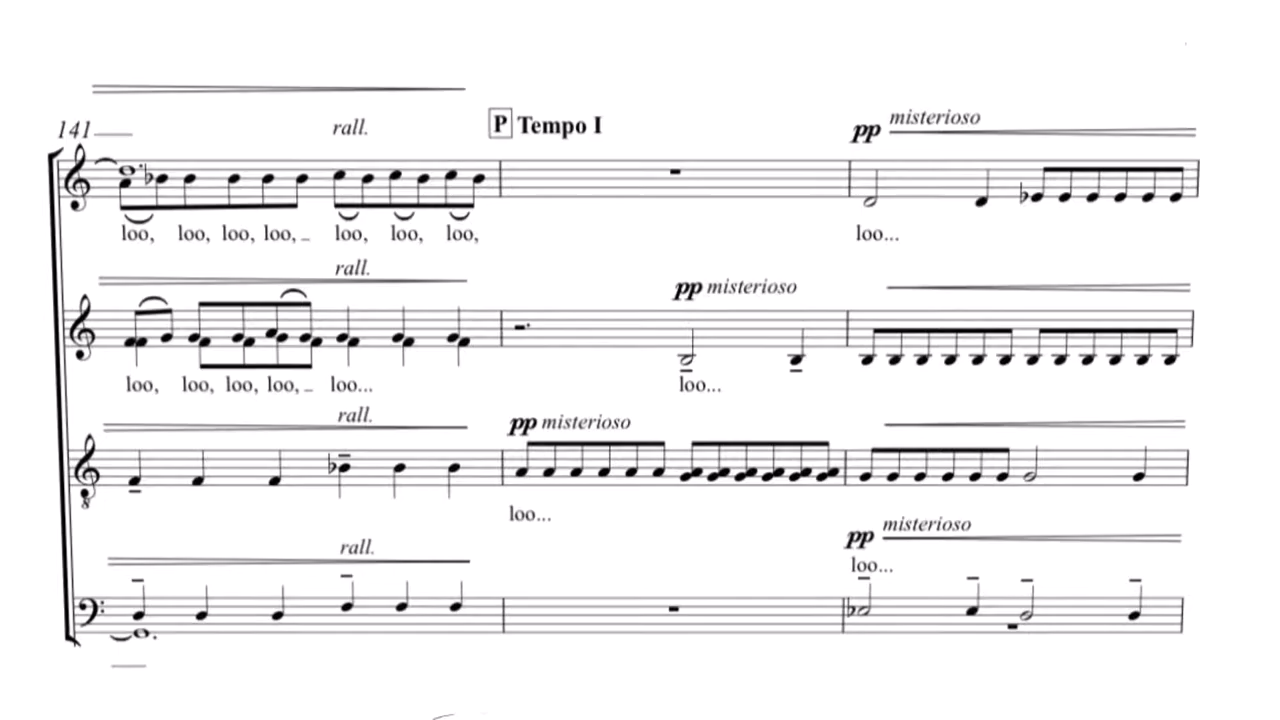 141 rall. P Tempo I pp misterioso
loo, loo, loo, loo, _ loo, loo, loo, loo...
rall. pp misterioso
loo, loo, loo, loo, _ loo... loo...
rall. pp misterioso
8
loo...
rall. pp misterioso
loo...